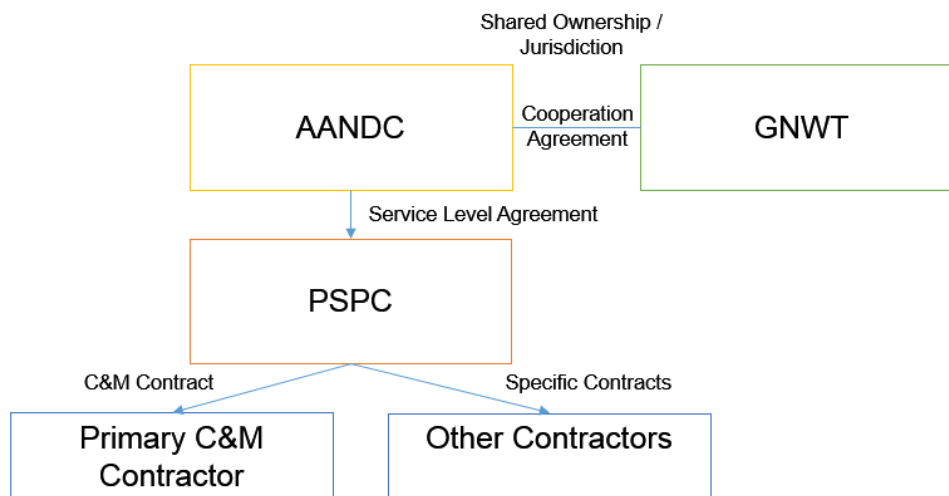 Shared Ownership /
Jurisdiction
AANDC
Cooperation
Agreement
GNWT
Service Level Agreement
PSPC
C&M Contract
Specific Contracts
Primary C&M
Contractor
Other Contractors